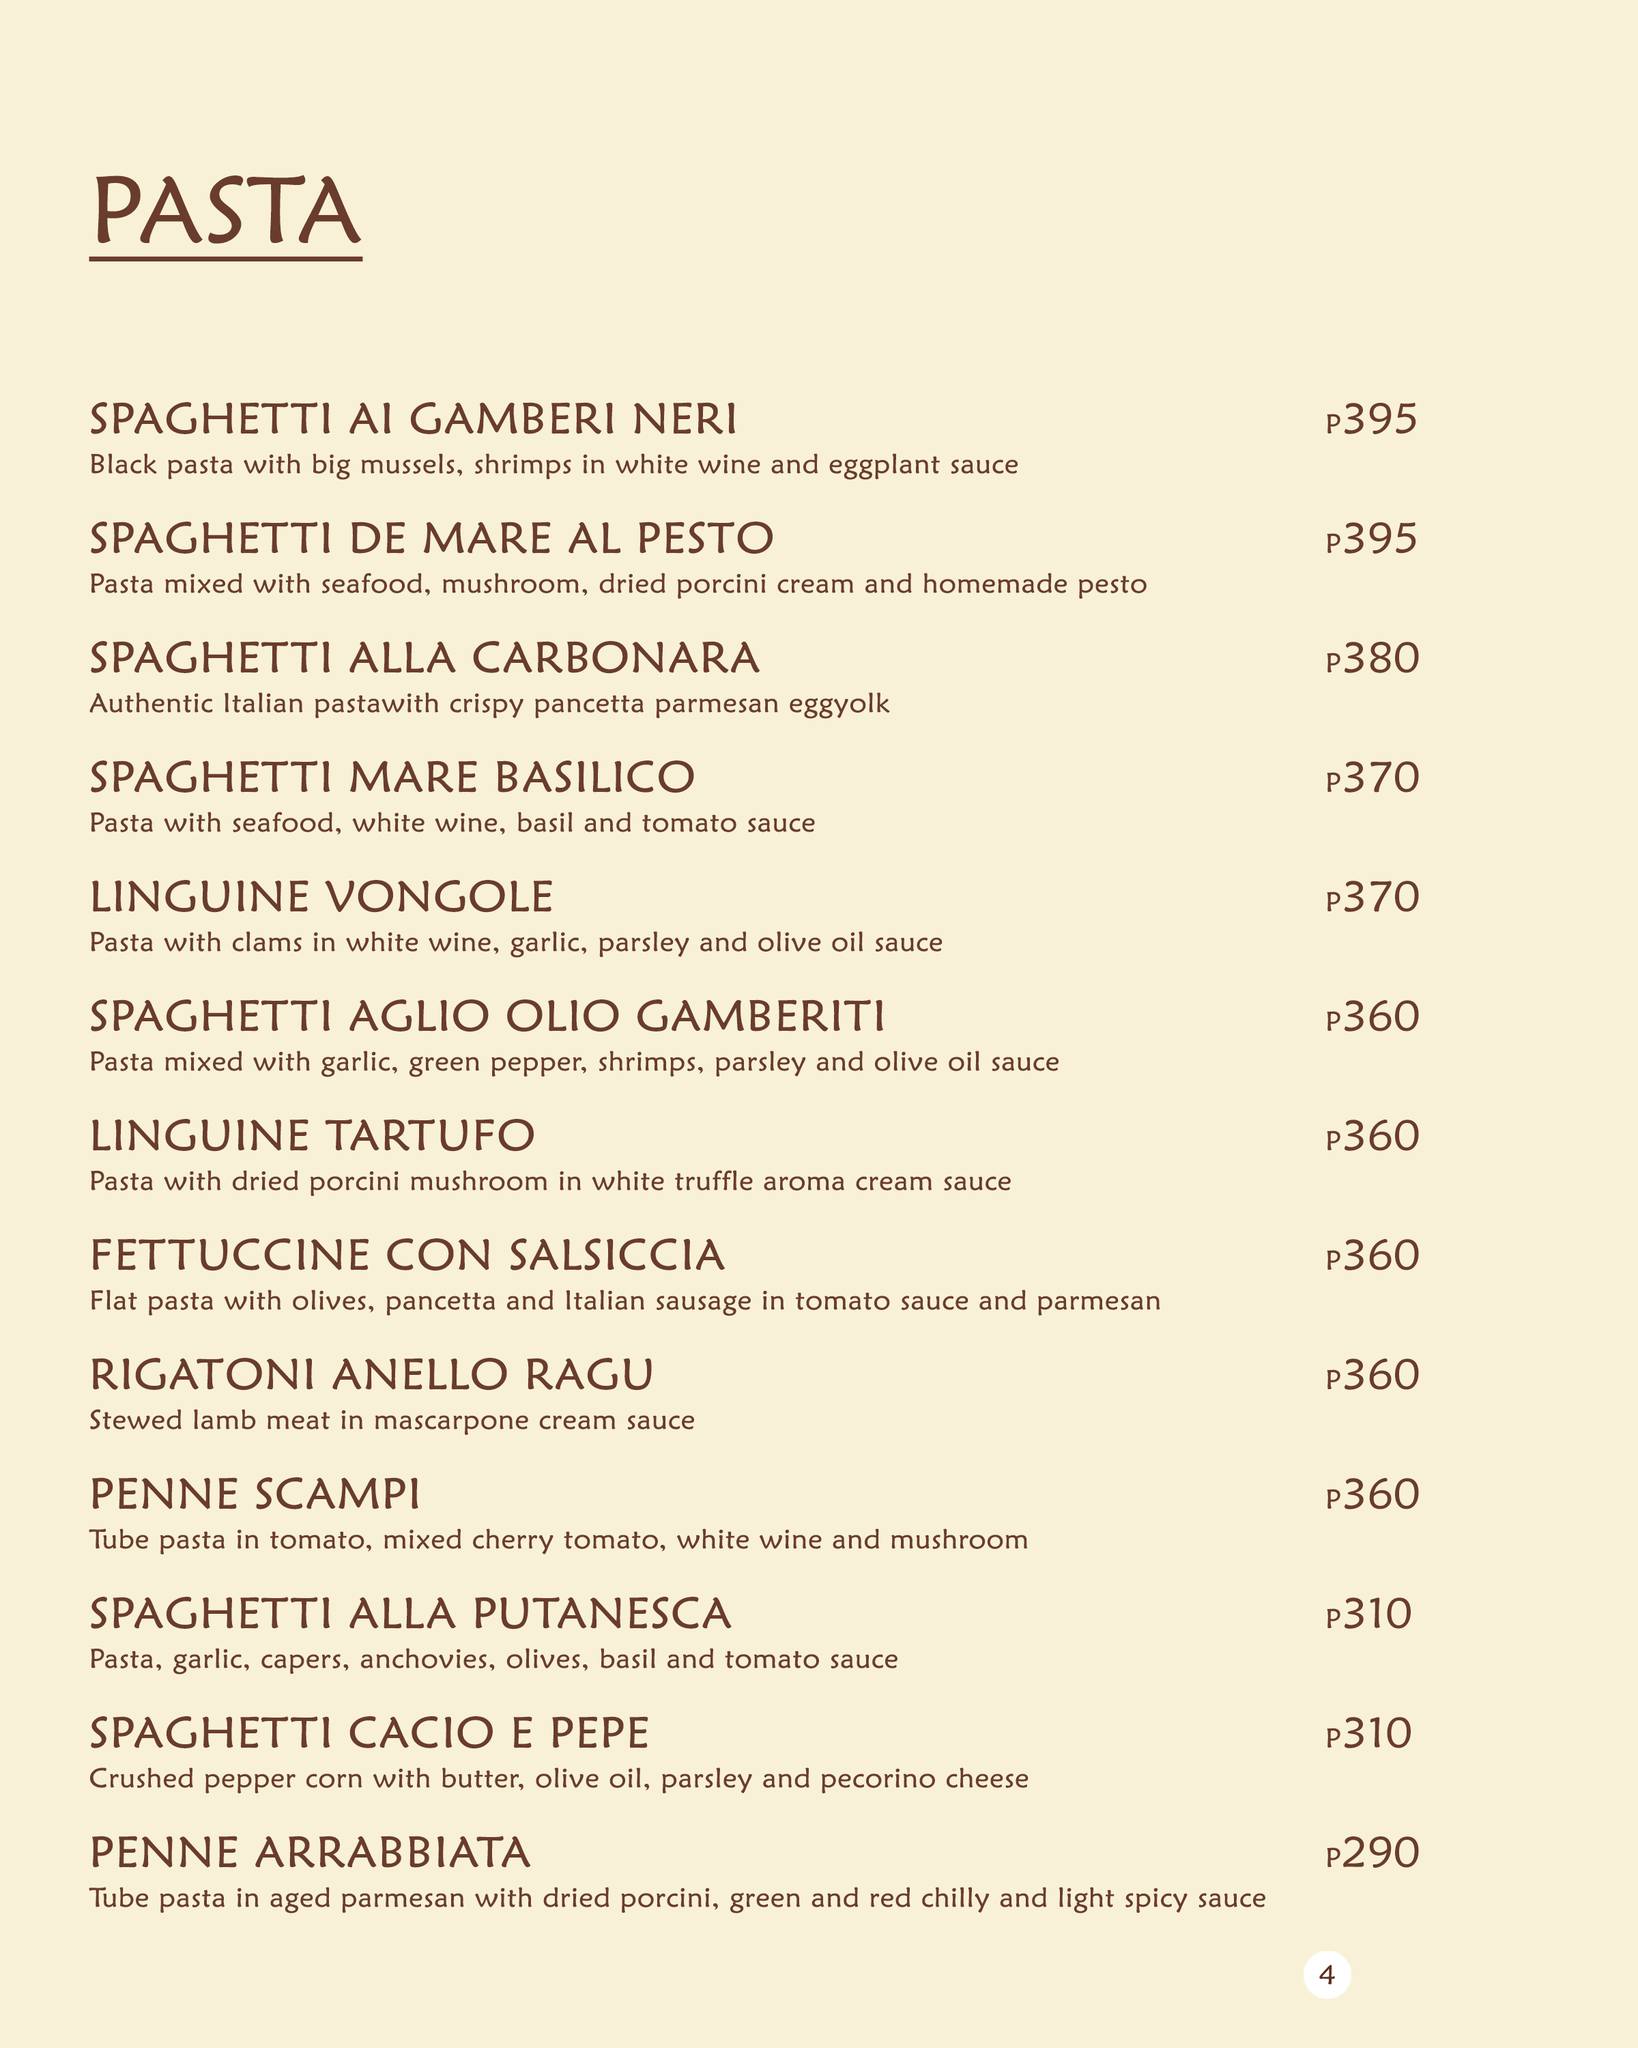 PASTA
SPAGHETTI AI GAMBERI NERI P395
Black pasta with big mussels, shrimps in white wine and eggplant sauce
SPAGHETTI DE MARE AL PESTO P395
Pasta mixed with seafood, mushroom, dried porcini cream and homemade pesto
SPAGHETTI ALLA CARBONARA P380
Authentic Italian pastawith crispy pancetta parmesan eggyolk
SPAGHETTI MARE BASILICO P370
Pasta with seafood, white wine, basil and tomato sauce
LINGUINE VONGOLE P370
Pasta with clams in white wine, garlic, parsley and olive oil sauce
SPAGHETTI AGLIO OLIO GAMBERITI P360
Pasta mixed with garlic, green pepper, shrimps, parsley and olive oil sauce
LINGUINE TARTUFO P360
Pasta with dried porcini mushroom in white truffle aroma cream sauce
FETTUCCINE CON SALSICCIA P360
Flat pasta with olives, pancetta and Italian sausage in tomato sauce and parmesan
RIGATONI ANELLO RAGU P360
Stewed lamb meat in mascarpone cream sauce
PENNE SCAMPI P360
Tube pasta in tomato, mixed cherry tomato, white wine and mushroom
SPAGHETTI ALLA PUTANESCA P310
Pasta, garlic, capers, anchovies, olives, basil and tomato sauce
SPAGHETTI CACIO E PEPE P310
Crushed pepper corn with butter, olive oil, parsley and pecorino cheese
PENNE ARRABBIATA P290
Tube pasta in aged parmesan with dried porcini, green and red chilly and light spicy sauce
4